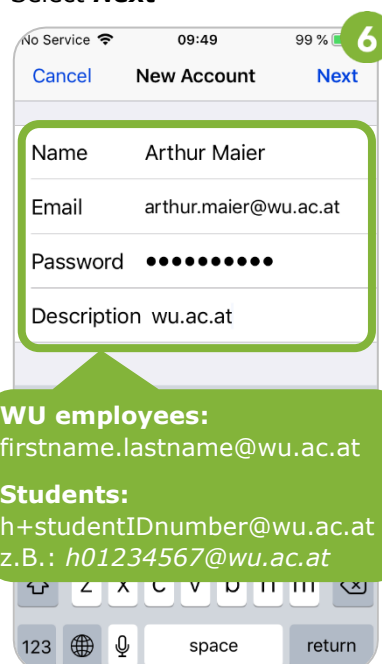 Select Next
No Service 09:49 99 %
6
Cancel New Account Next
Name Arthur Maier
Email arthur.maier@wu.ac.at
Password ●●●●●●●●●●
Description wu.ac.at
WU employees:
firstname.lastname@wu.ac.at
Students:
h+studentIDnumber@wu.ac.at
z.B.: h01234567@wu.ac.at
z x c v b n m
123 space return